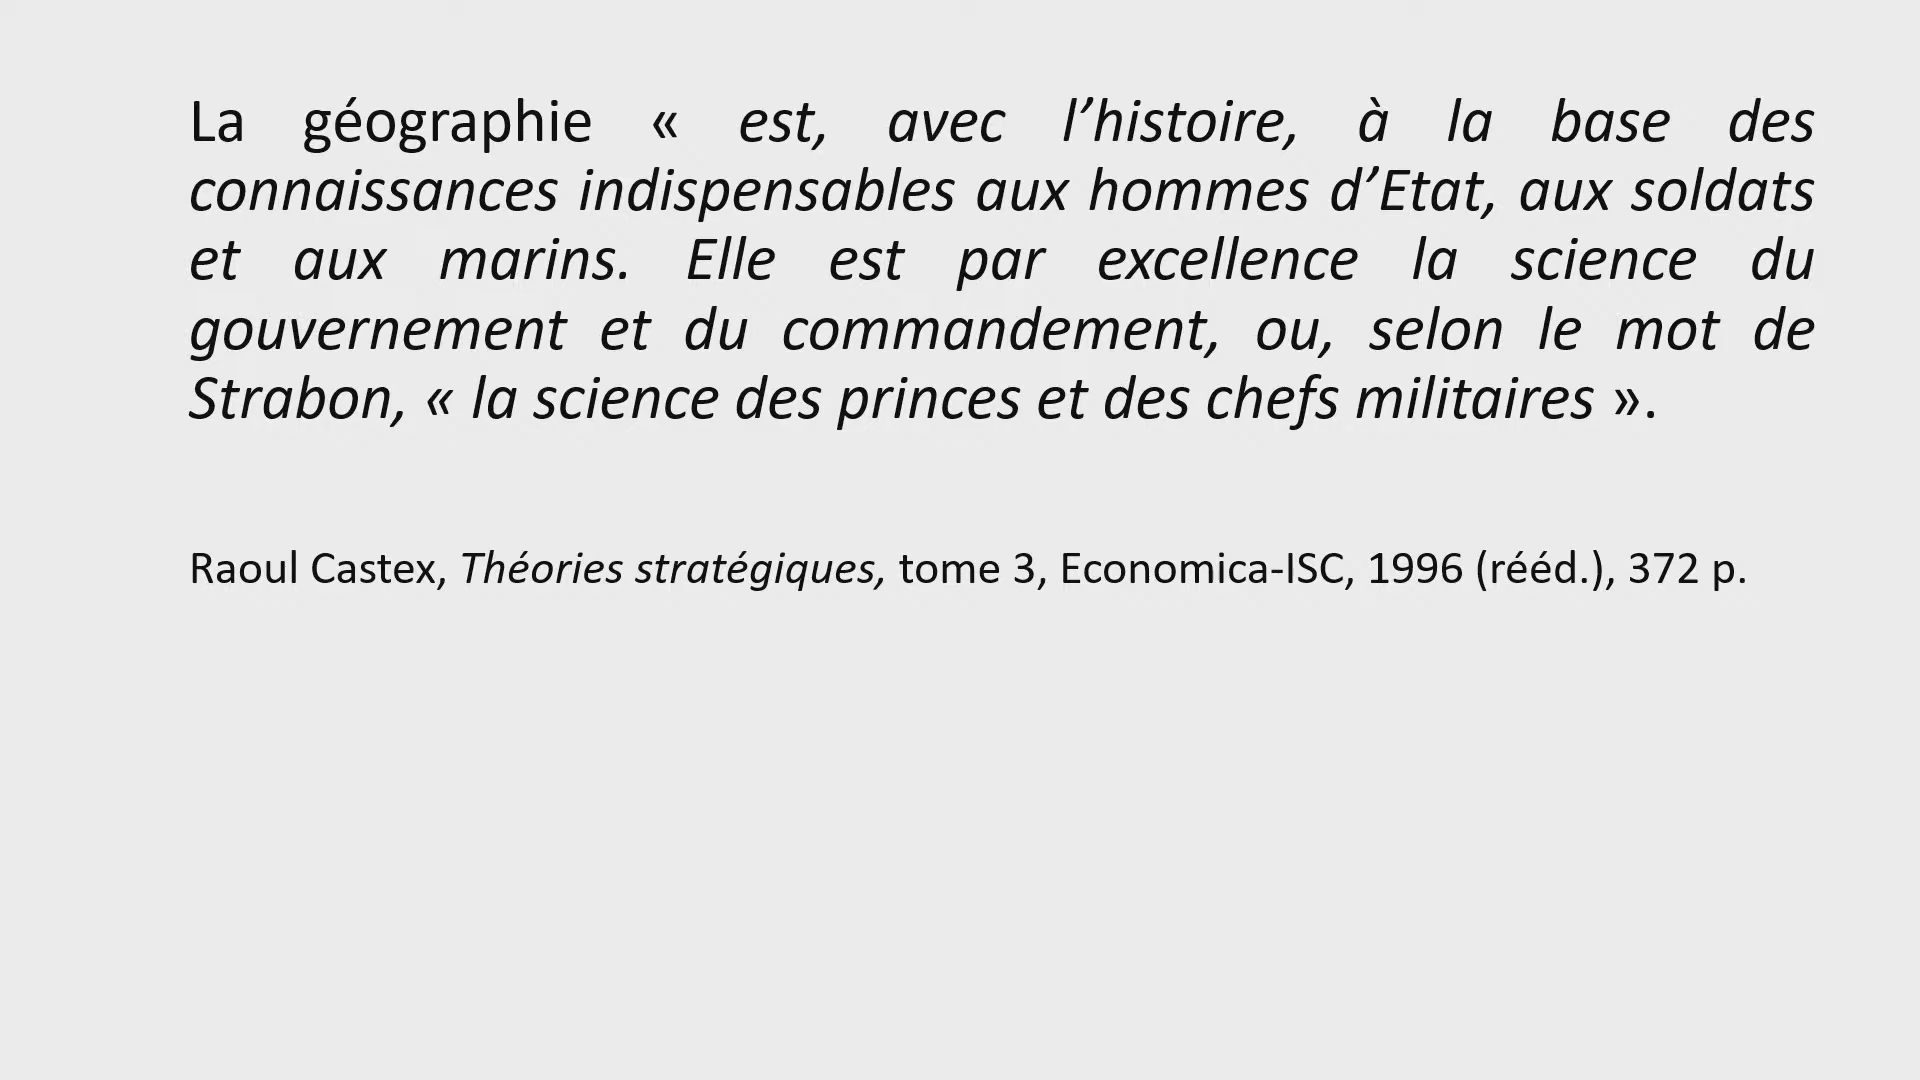 La géographie « est, avec l’histoire, à la base des
connaissances indispensables aux hommes d’Etat, aux soldats
et aux marins. Elle est par excellence la science du
gouvernement et du commandement, ou, selon le mot de
Strabon, « la science des princes et des chefs militaires ».
Raoul Castex, Théories stratégiques, tome 3, Economica-ISC, 1996 (rééd.), 372 p.